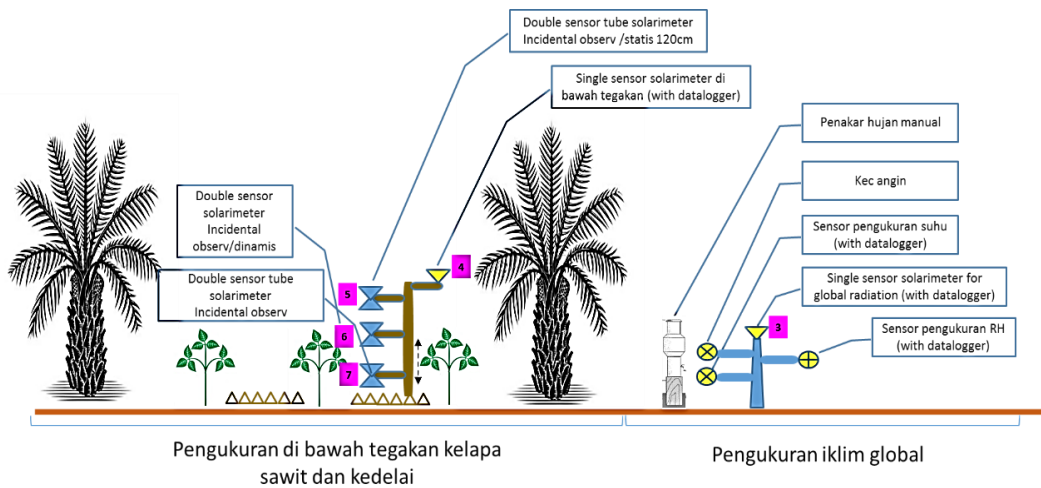 Double sensor tube solarimeter
Incidental observ /statis 120cm
Single sensor solarimeter di
bawah tegakan (with datalogger)
Penakar hujan manual
Kec angin
Sensor pengukuran suhu
(with datalogger)
Single sensor solarimeter for
global radiation (with datalogger)
Sensor pengukuran RH
(with datalogger)
Double sensor
solarimeter
Incidental
observ/dinamis
Double sensor tube
solarimeter
Incidental observ
4
5
6
7
3
Pengukuran di bawah tegakan kelapa
sawit dan kedelai
Pengukuran iklim global